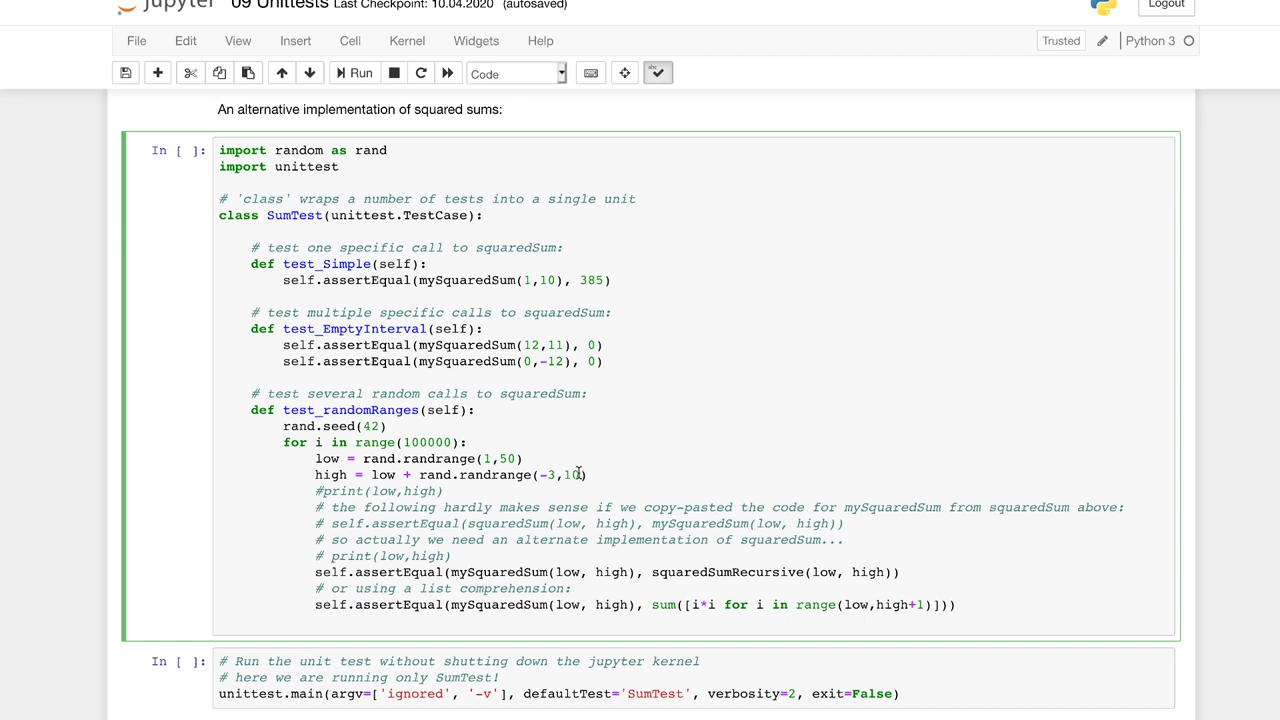 jupyter 09 Unittests Last Checkpoint: 10.04.2020 (autosaved) Logout
File Edit View Insert Cell Kernel Widgets Help Trusted Python 3
Run Code abc
An alternative implementation of squared sums:
In [ ]: import random as rand
import unittest
# 'class' wraps a number of tests into a single unit
class SumTest(unittest.TestCase):
# test one specific call to squaredSum:
def test_Simple(self):
self.assertEqual(mySquaredSum(1,10), 385)
# test multiple specific calls to squaredSum:
def test_EmptyInterval(self):
self.assertEqual(mySquaredSum(12,11), 0)
self.assertEqual(mySquaredSum(0,-12), 0)
# test several random calls to squaredSum:
def test_randomRanges(self):
rand.seed(42)
for i in range(100000):
low = rand.randrange(1,50)
high = low + rand.randrange(-3,10)
#print(low,high)
# the following hardly makes sense if we copy-pasted the code for mySquaredSum from squaredSum above:
# self.assertEqual(squaredSum(low, high), mySquaredSum(low, high))
# so actually we need an alternate implementation of squaredSum...
# print(low,high)
self.assertEqual(mySquaredSum(low, high), squaredSumRecursive(low, high))
# or using a list comprehension:
self.assertEqual(mySquaredSum(low, high), sum([i*i for i in range(low,high+1)]))
In [ ]: # Run the unit test without shutting down the jupyter kernel
# here we are running only SumTest!
unittest.main(argv=['ignored', '-v'], defaultTest='SumTest', verbosity=2, exit=False)